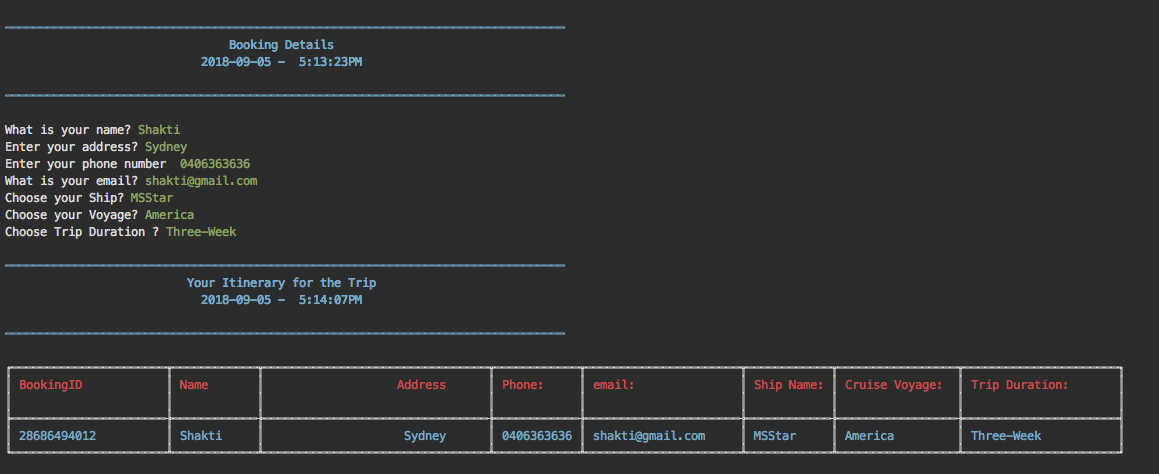 Booking Details
2018-09-05 - 5:13:23PM
What is your name? Shakti
Enter your address? Sydney
Enter your phone number 0406363636
What is your email? shakti@gmail.com
Choose your Ship? MSStar
Choose your Voyage? America
Choose Trip Duration ? Three-Week
Your Itinerary for the Trip
2018-09-05 - 5:14:07PM
BookingID Name Address Phone: email: Ship Name: Cruise Voyage: Trip Duration:
28686494012 Shakti Sydney 0406363636 shakti@gmail.com MSStar America Three-Week